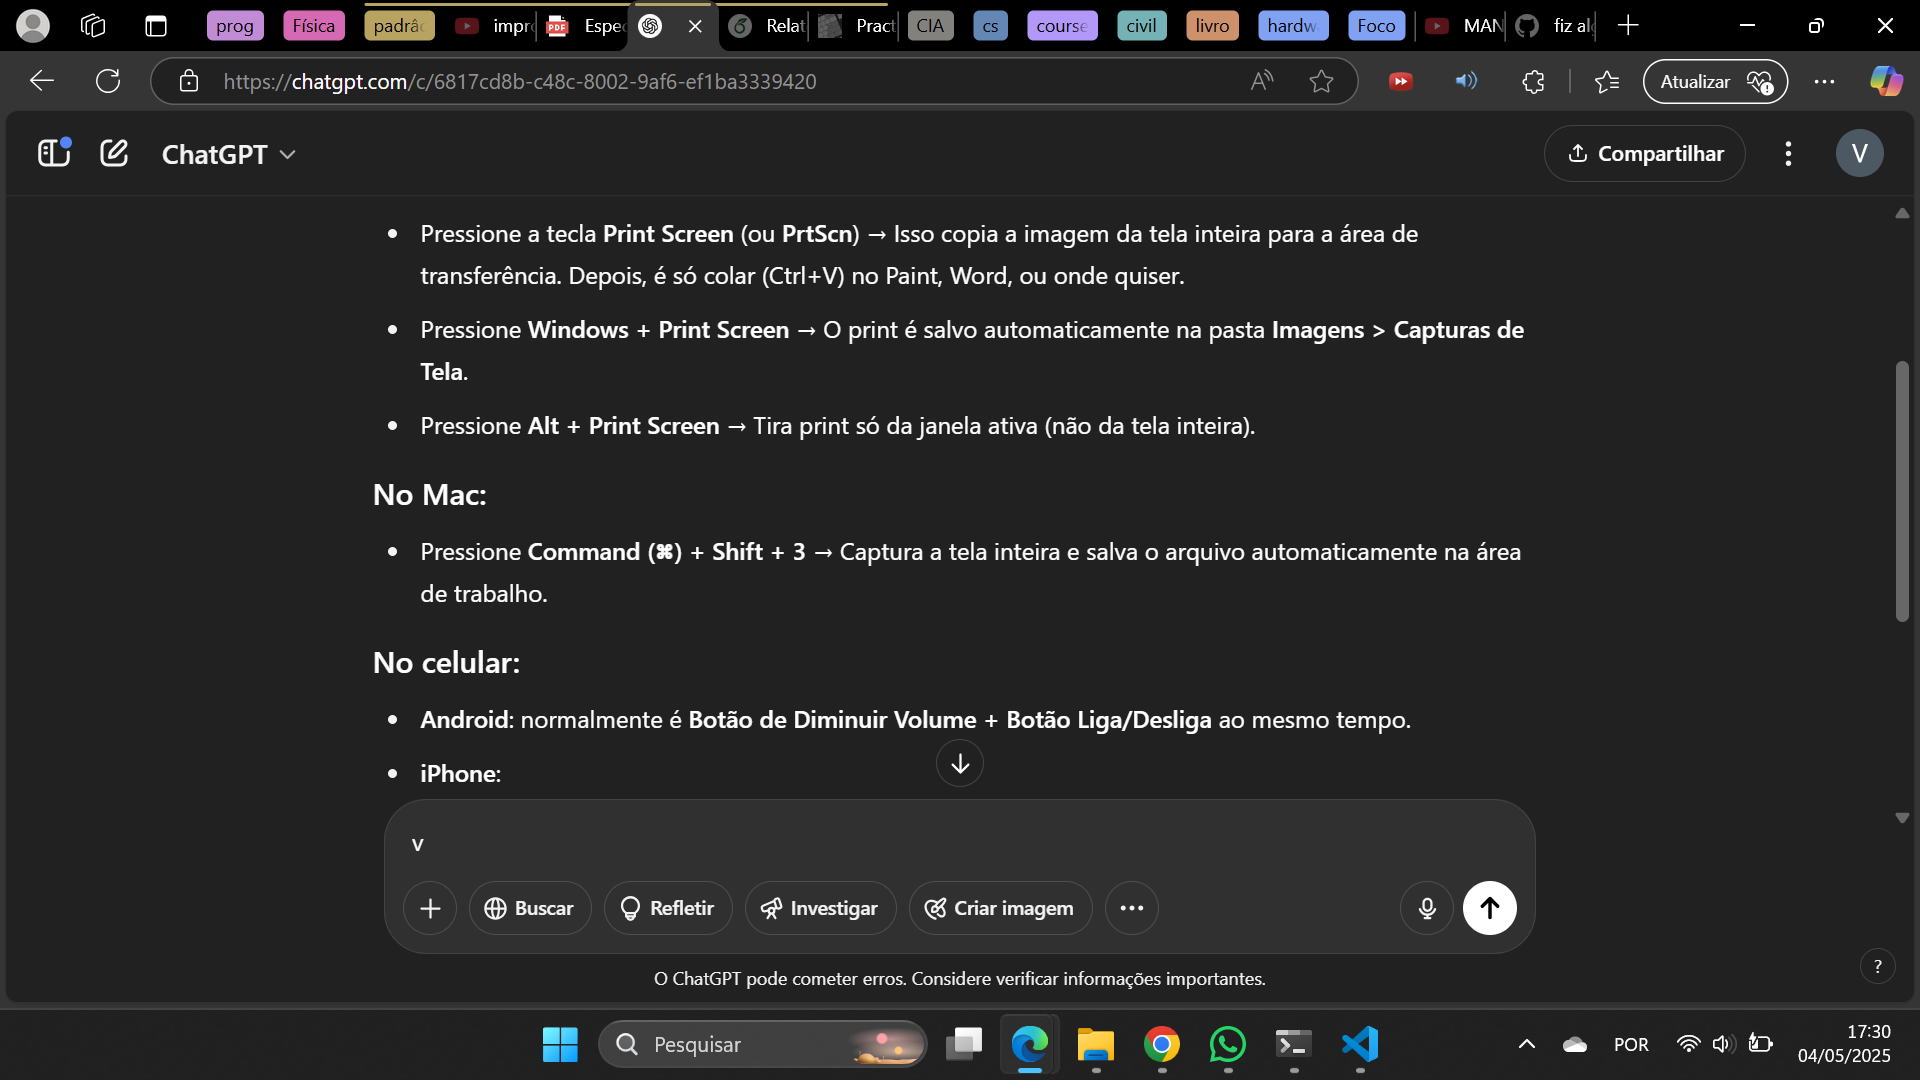 prog
Física
padrã
impr
Espe
Relat
Pract
CIA
cs
course
civil
livro
hardw
Foco
MAN
fiz al
https://chatgpt.com/c/6817cd8b-c48c-8002-9af6-ef1ba3339420
Atualizar
ChatGPT
Compartilhar
V
• Pressione a tecla Print Screen (ou PrtScn) → Isso copia a imagem da tela inteira para a área de
transferência. Depois, é só colar (Ctrl+V) no Paint, Word, ou onde quiser.
• Pressione Windows + Print Screen → O print é salvo automaticamente na pasta Imagens > Capturas de
Tela.
• Pressione Alt + Print Screen → Tira print só da janela ativa (não da tela inteira).
No Mac:
• Pressione Command (⌘) + Shift + 3 → Captura a tela inteira e salva o arquivo automaticamente na área
de trabalho.
No celular:
• Android: normalmente é Botão de Diminuir Volume + Botão Liga/Desliga ao mesmo tempo.
• iPhone:
v
Buscar
Refletir
Investigar
Criar imagem
O ChatGPT pode cometer erros. Considere verificar informações importantes.
?
Pesquisar
POR
17:30
04/05/2025